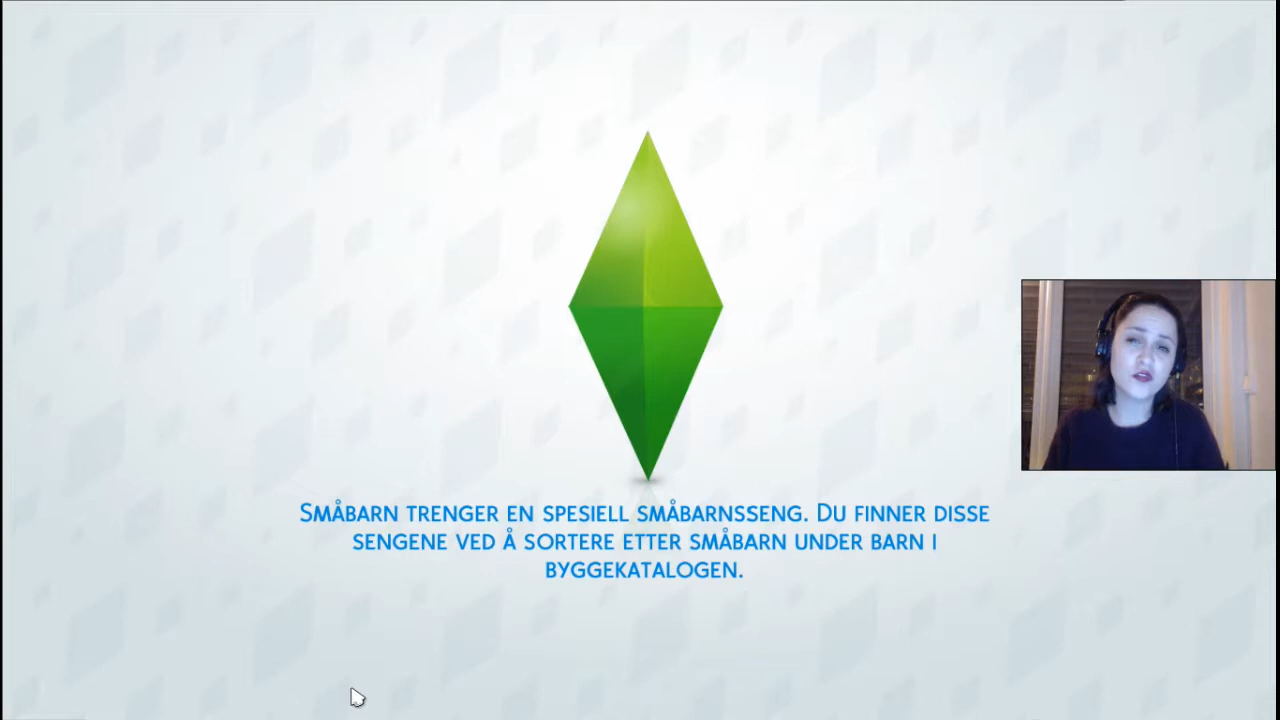 Småbarn trenger en spesiell småbarnsseng. Du finner disse
sengene ved å sortere etter småbarn under barn i
byggekatalogen.